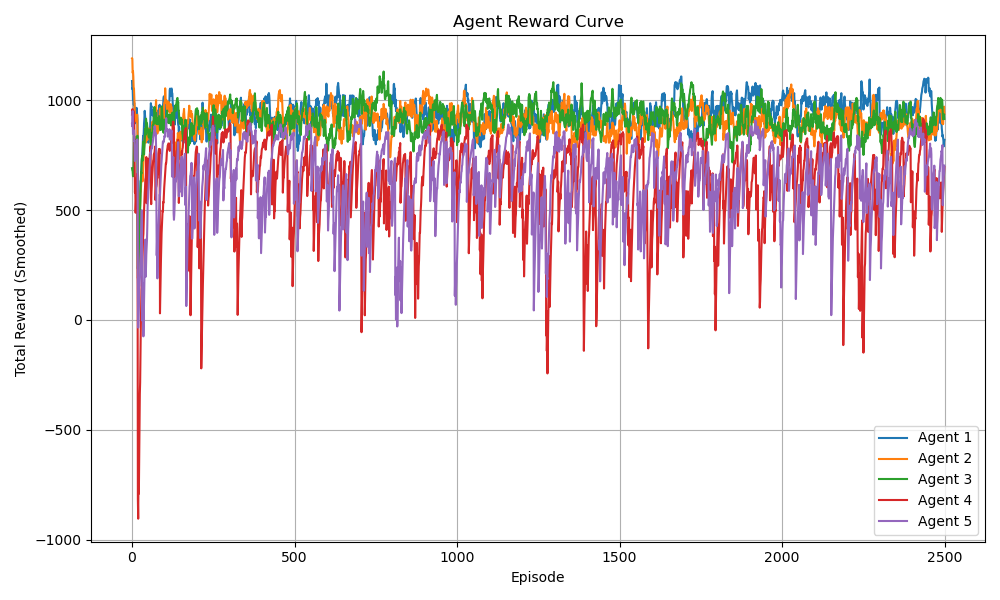 Agent Reward Curve
Total Reward (Smoothed)
1000
500
0
−500
−1000
0 500 1000 1500 2000 2500
Episode
Agent 1
Agent 2
Agent 3
Agent 4
Agent 5